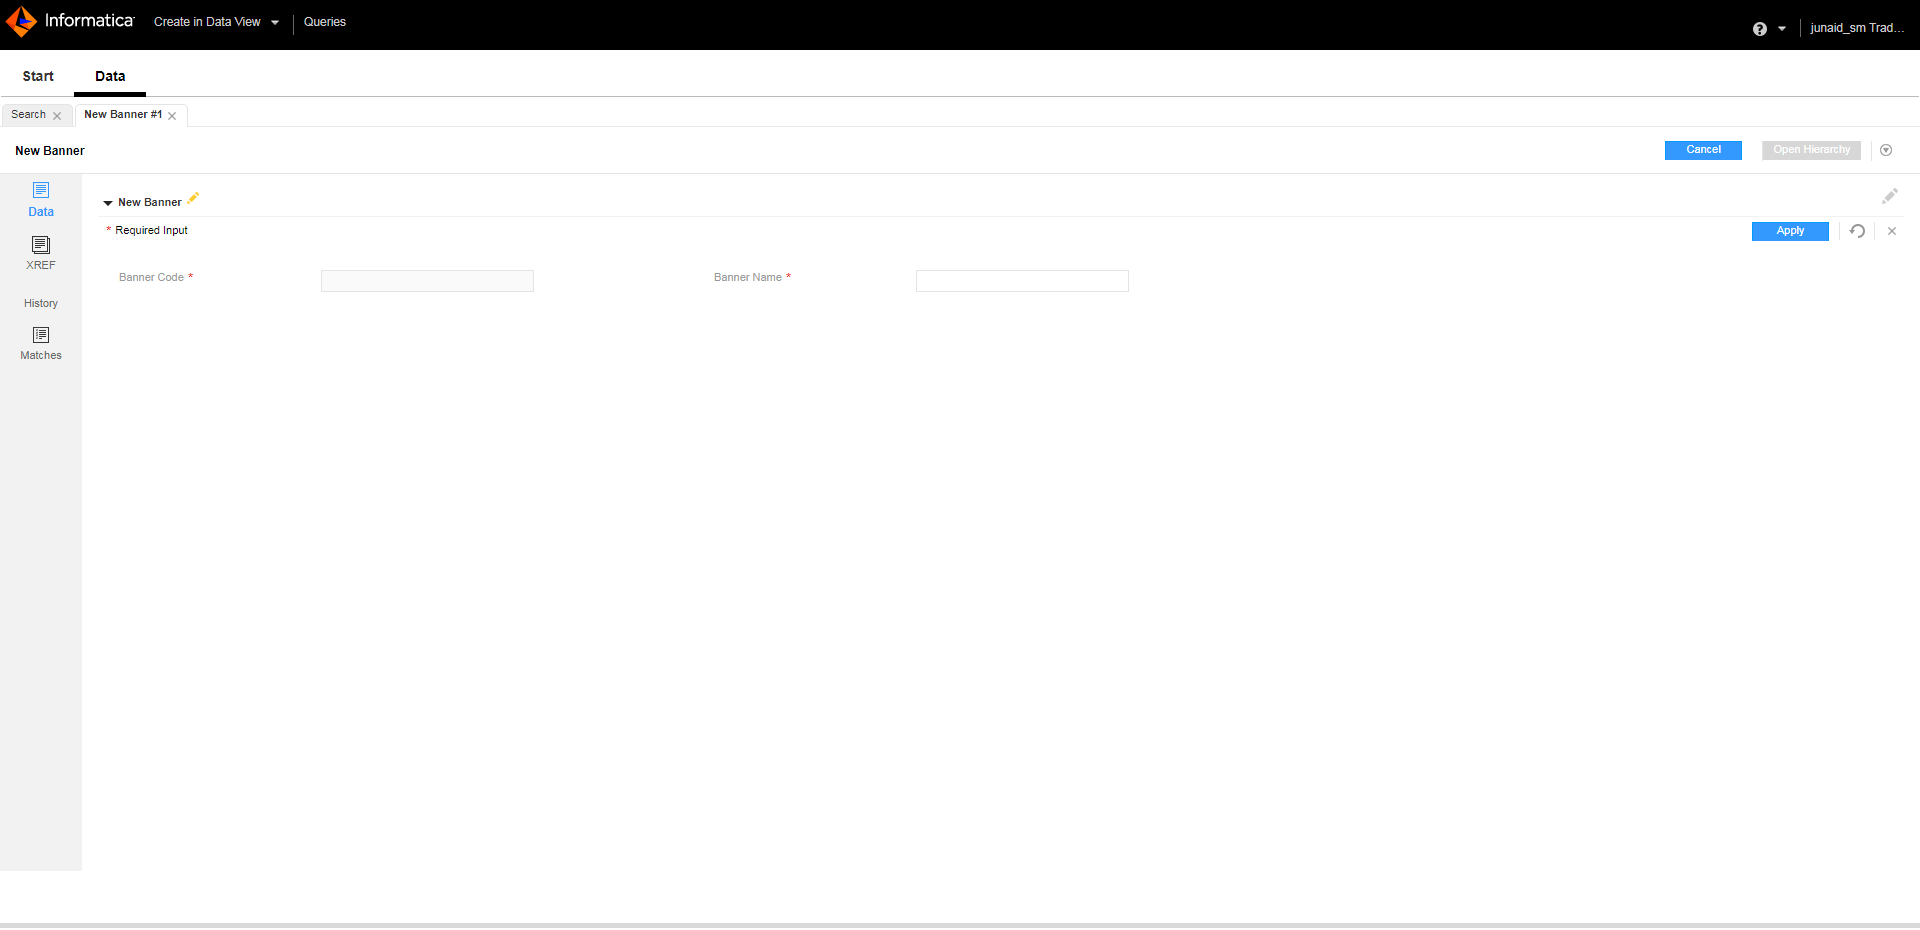 Informatica Create in Data View Queries junaid_sm Trad...
Start Data
Search New Banner #1
New Banner Cancel Open Hierarchy
Data
XREF
History
Matches
New Banner
* Required Input Apply
Banner Code * Banner Name *